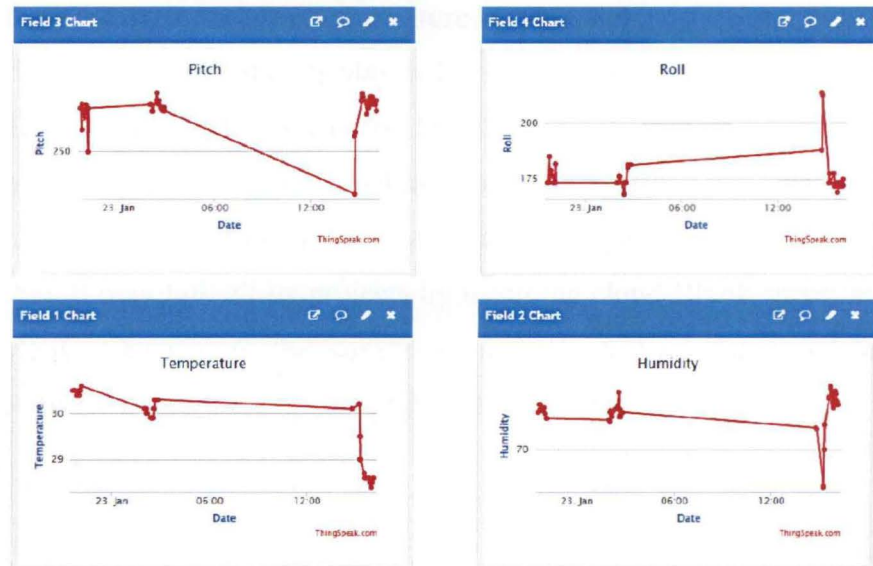 Field 3 Chart
Pitch
Pitch
250
23. Jan
06:00
12:00
Date
ThingSpeak.com
Field 4 Chart
Roll
Roll
200
175
23. Jan
06:00
12:00
Date
ThingSpeak.com
Field 1 Chart
Temperature
Temperature
30
29
23. Jan
06:00
12:00
Date
ThingSpeak.com
Field 2 Chart
Humidity
Humidity
70
23. Jan
06:00
12:00
Date
ThingSpeak.com